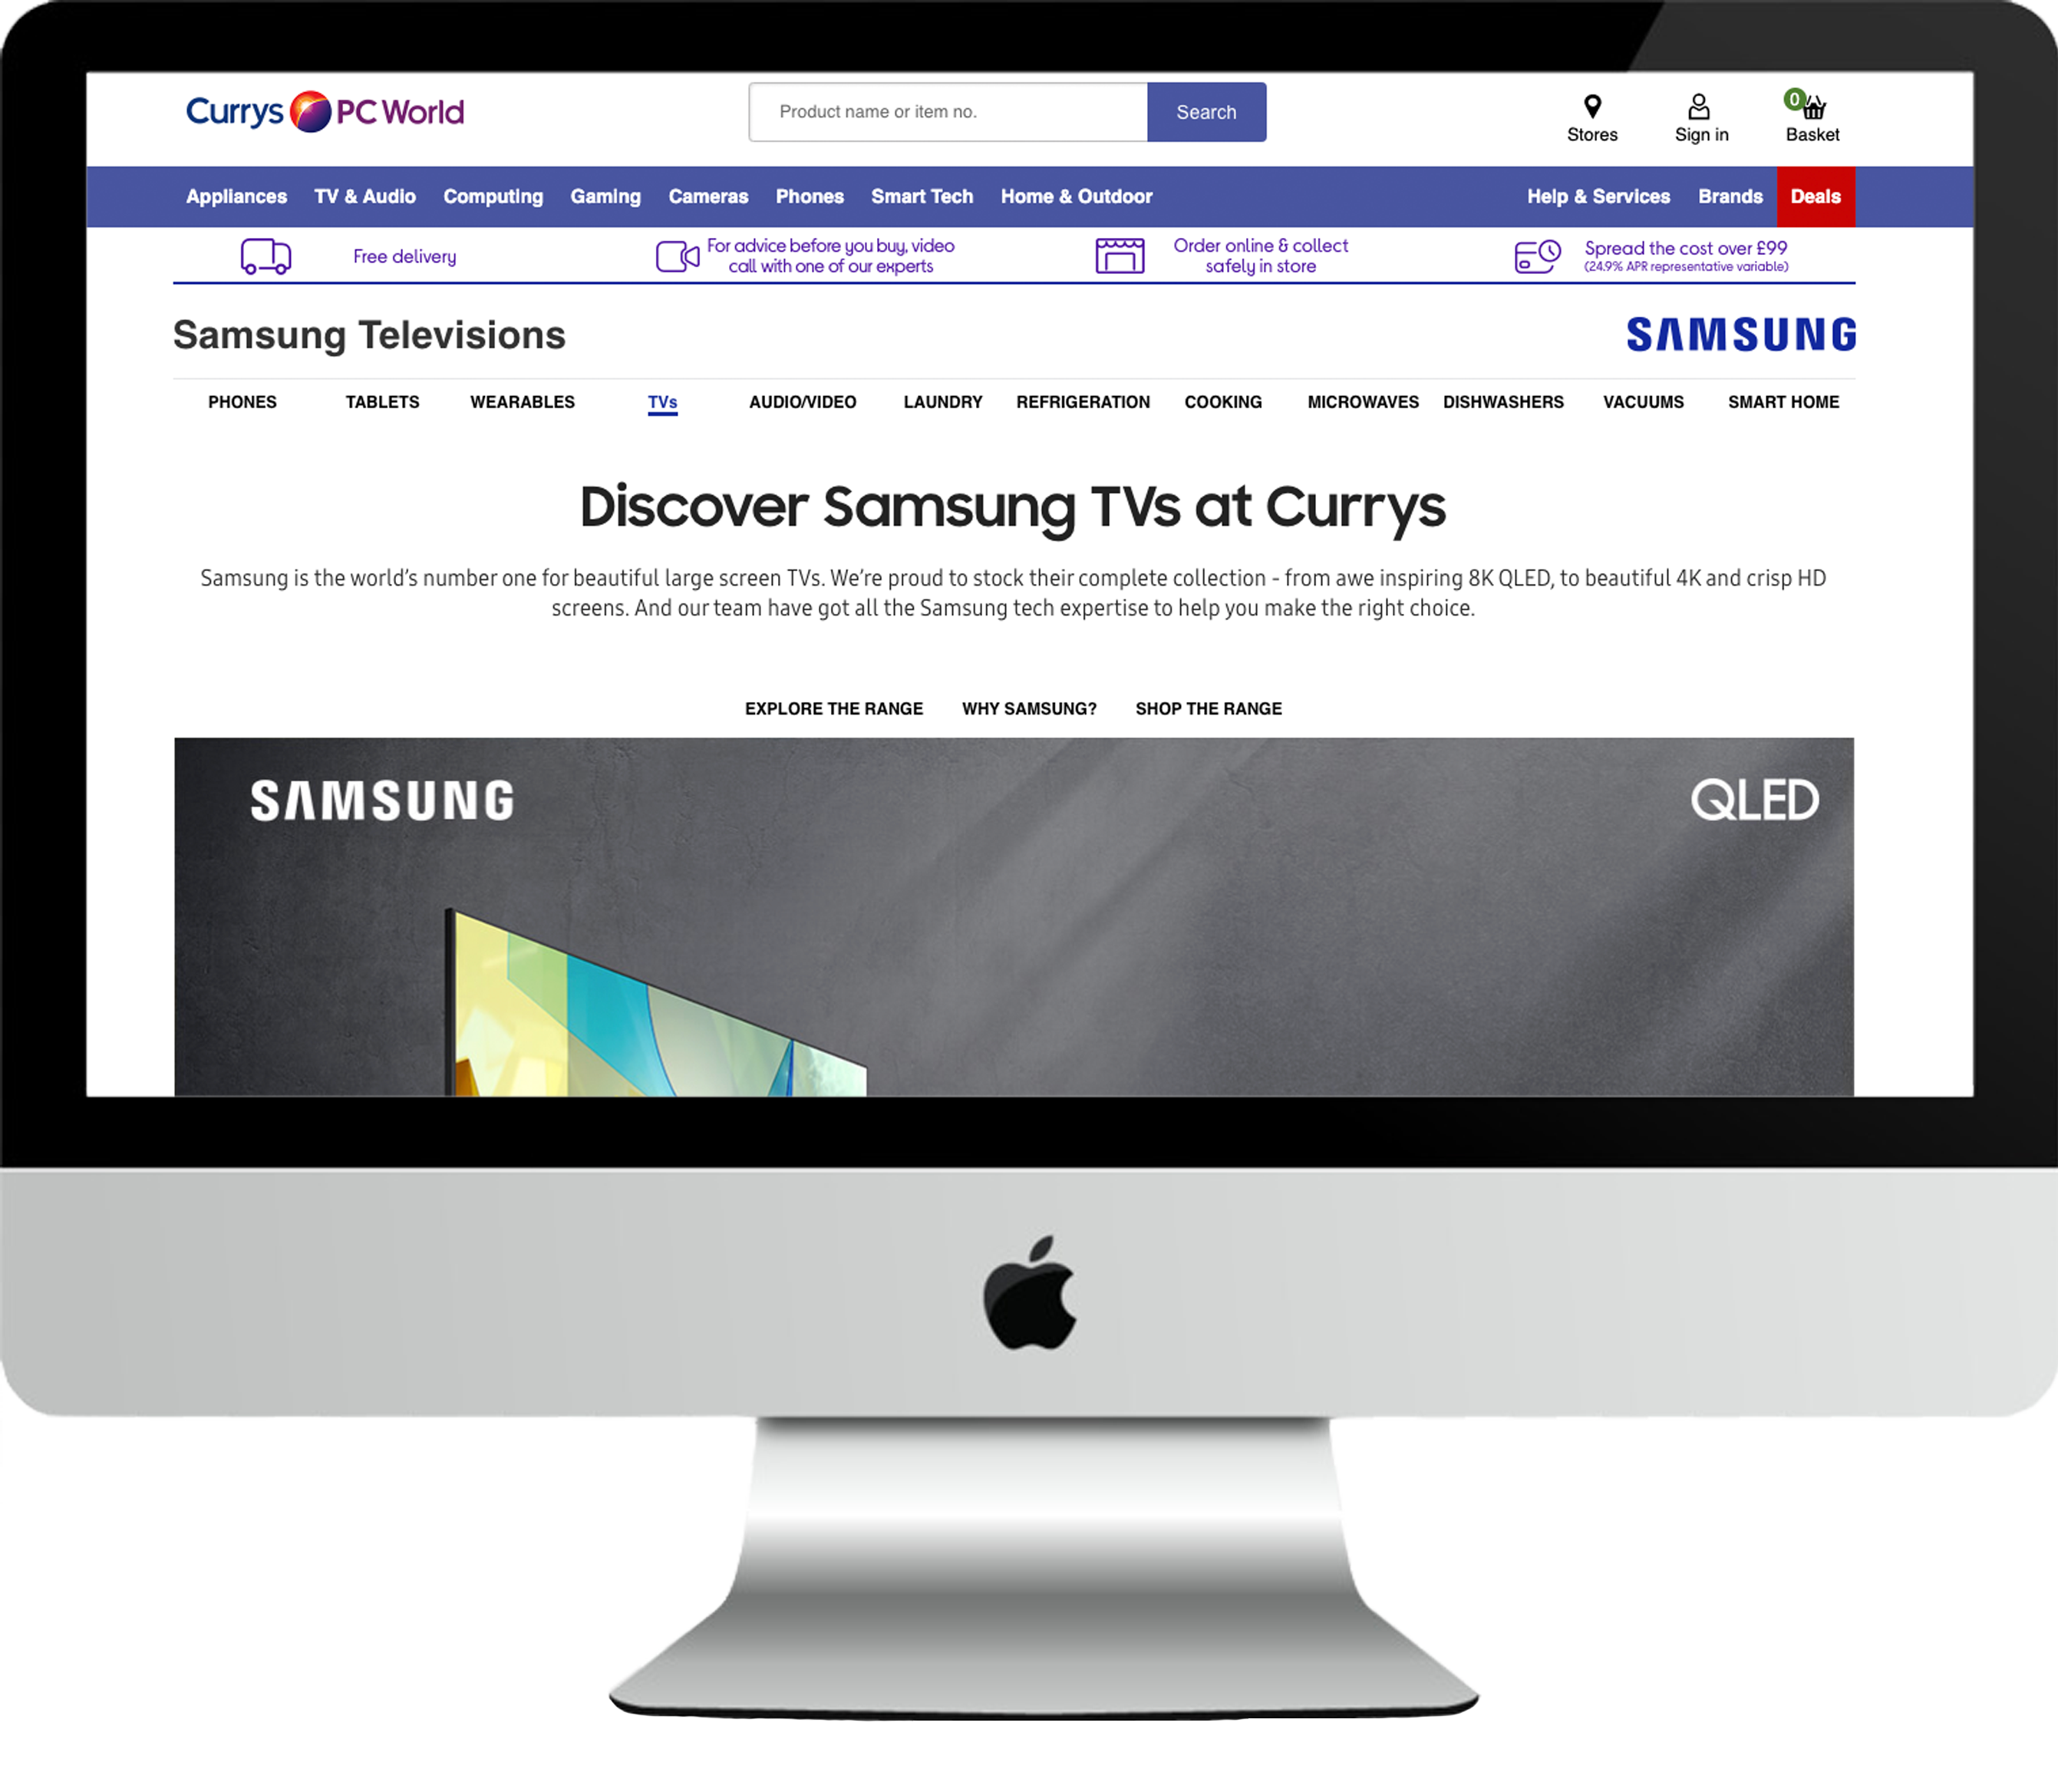 Currys PC World
Product name or item no.
Search
Stores
Sign in
0
Basket
Appliances
TV & Audio
Computing
Gaming
Cameras
Phones
Smart Tech
Home & Outdoor
Help & Services
Brands
Deals
Free delivery
For advice before you buy, video
call with one of our experts
Order online & collect
safely in store
Spread the cost over £99
(24.9% APR representative variable)
Samsung Televisions
SAMSUNG
PHONES
TABLETS
WEARABLES
TVs
AUDIO/VIDEO
LAUNDRY
REFRIGERATION
COOKING
MICROWAVES
DISHWASHERS
VACUUMS
SMART HOME
Discover Samsung TVs at Currys
Samsung is the world's number one for beautiful large screen TVs. We're proud to stock their complete collection - from awe inspiring 8K QLED, to beautiful 4K and crisp HD
screens. And our team have got all the Samsung tech expertise to help you make the right choice.
EXPLORE THE RANGE
WHY SAMSUNG?
SHOP THE RANGE
SAMSUNG
QLED